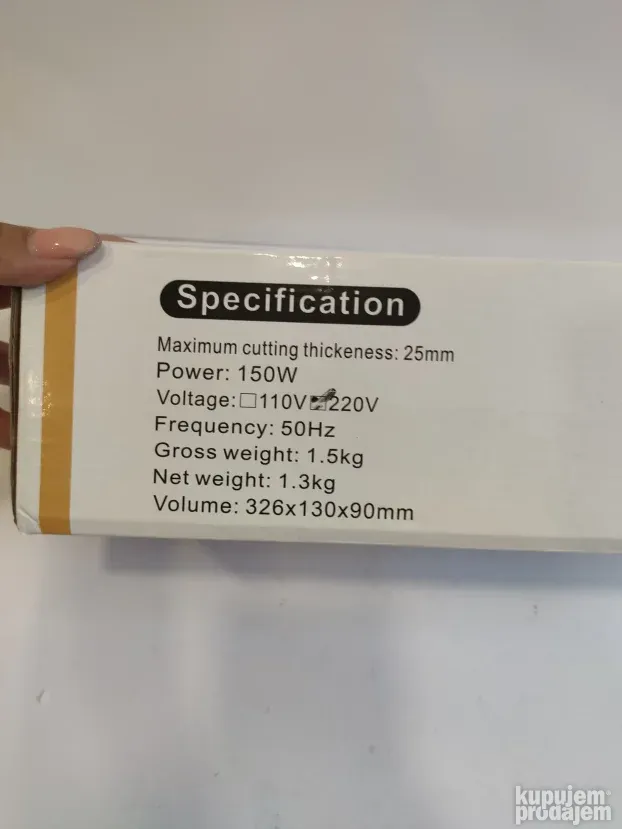 Specification
Maximum cutting thickeness: 25mm
Power: 150W
Voltage: ☐110V ☑220V
Frequency: 50Hz
Gross weight: 1.5kg
Net weight: 1.3kg
Volume: 326x130x90mm
kupujem
prodajem